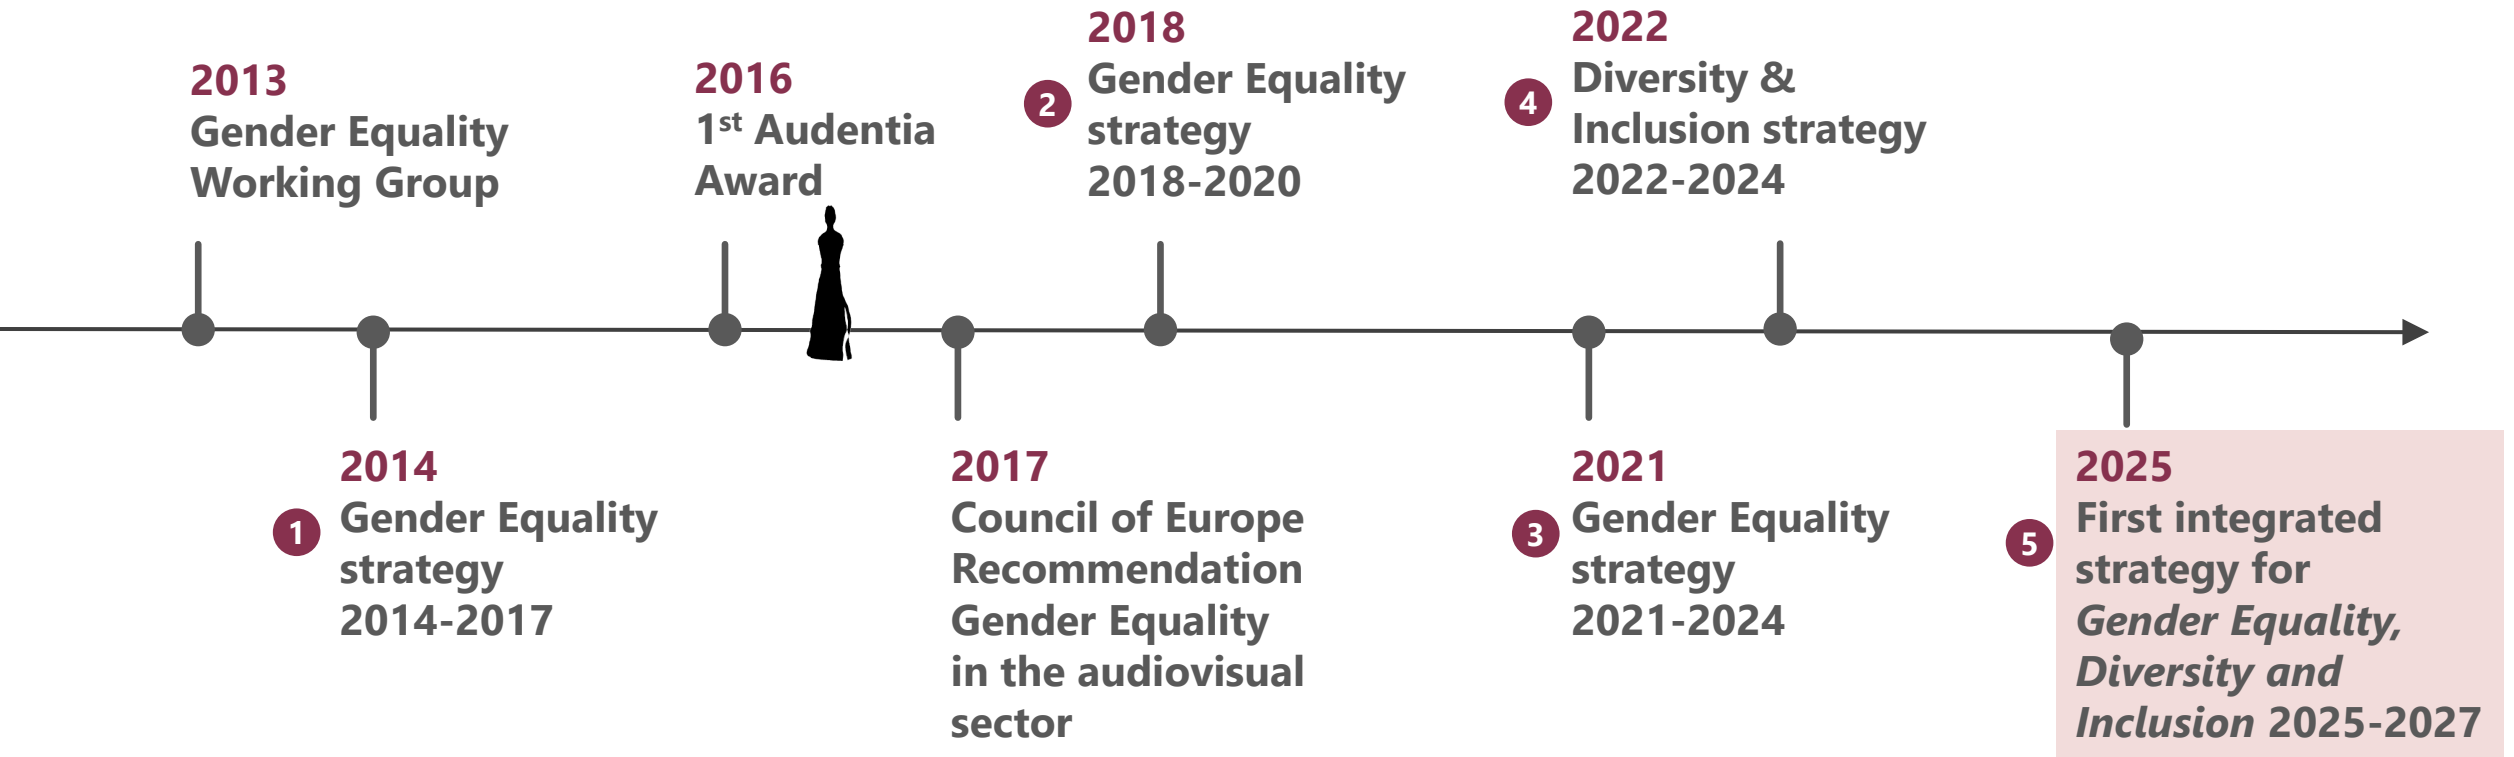 2013
Gender Equality
Working Group
1
2014
Gender Equality
strategy
2014-2017
2016
1st Audentia
Award
2017
Council of Europe
Recommendation
Gender Equality
in the audiovisual
sector
2
2018
Gender Equality
strategy
2018-2020
3
2021
Gender Equality
strategy
2021-2024
4
2022
Diversity &
Inclusion strategy
2022-2024
5
2025
First integrated
strategy for
Gender Equality,
Diversity and
Inclusion 2025-2027